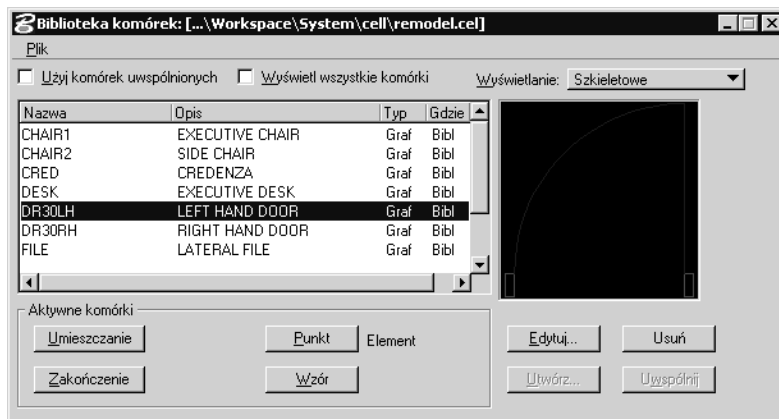 Biblioteka komórek: [...\Workspace\System\cell\remodel.cel]
Plik
Użyj komórek uwspólnionych Wyświetl wszystkie komórki Wyświetlanie: Szkieletowe
Nazwa Opis Typ Gdzie
CHAIR1 EXECUTIVE CHAIR Graf Bibl
CHAIR2 SIDE CHAIR Graf Bibl
CRED CREDENZA Graf Bibl
DESK EXECUTIVE DESK Graf Bibl
DR30LH LEFT HAND DOOR Graf Bibl
DR30RH RIGHT HAND DOOR Graf Bibl
FILE LATERAL FILE Graf Bibl
Aktywne komórki
Umieszczanie Punkt Element Edytuj... Usuń
Zakończenie Wzór Utwórz... Uwspólnij